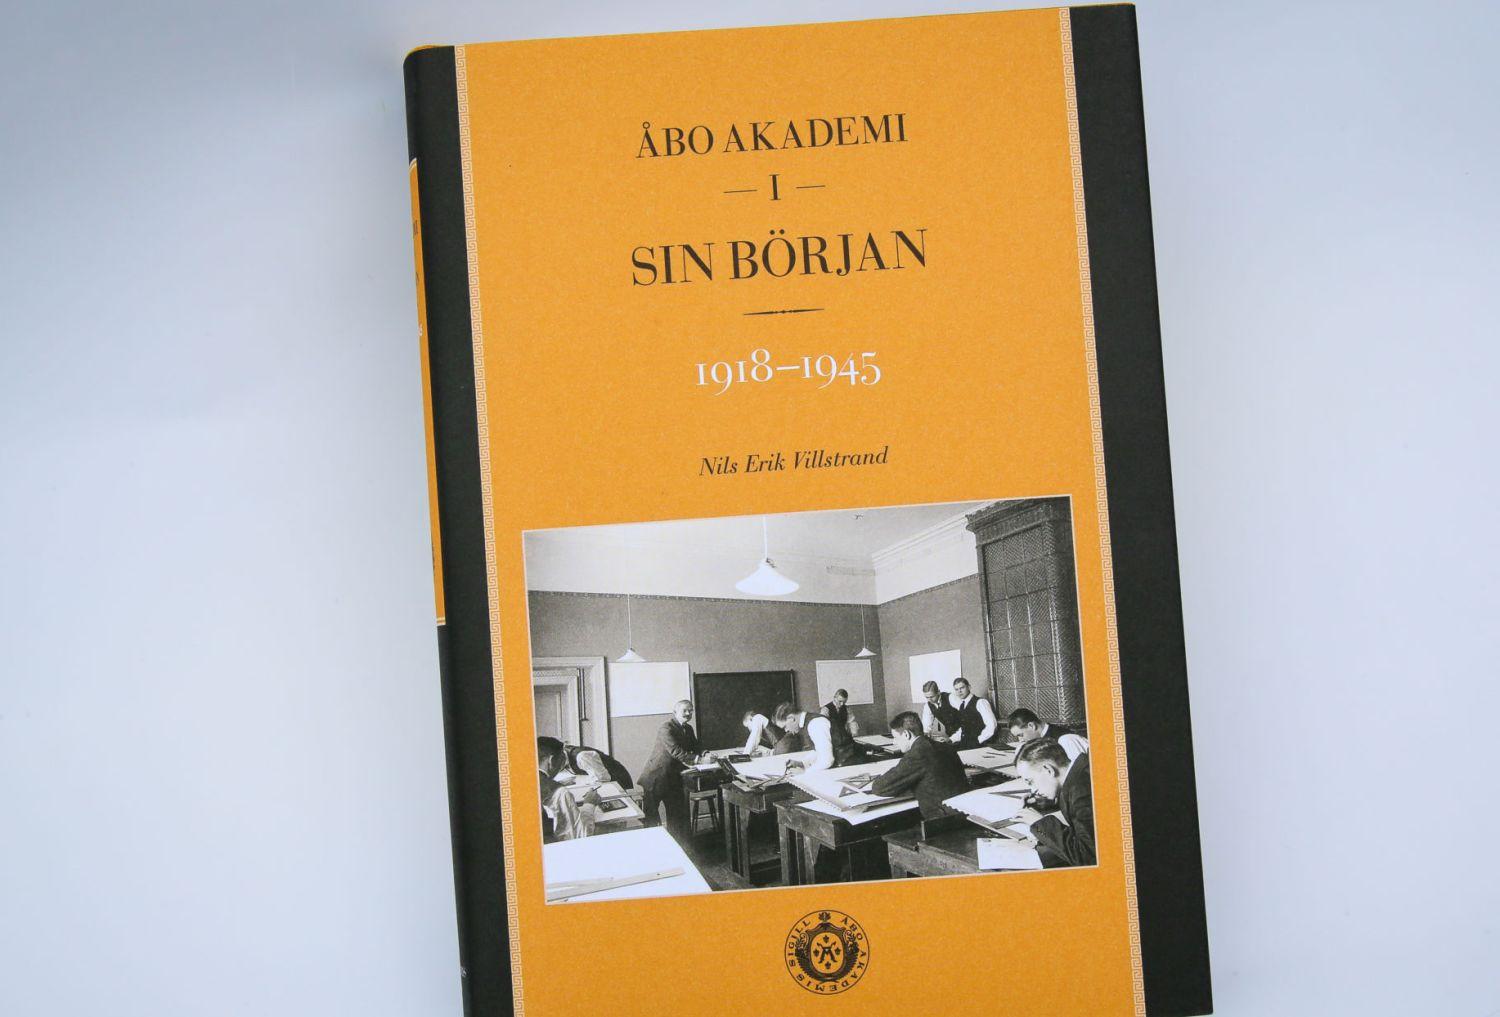 ÅBO AKADEMI
— I —
SIN BÖRJAN
1918–1945
Nils Erik Villstrand
ÅBO AKADEMIS SIGILL